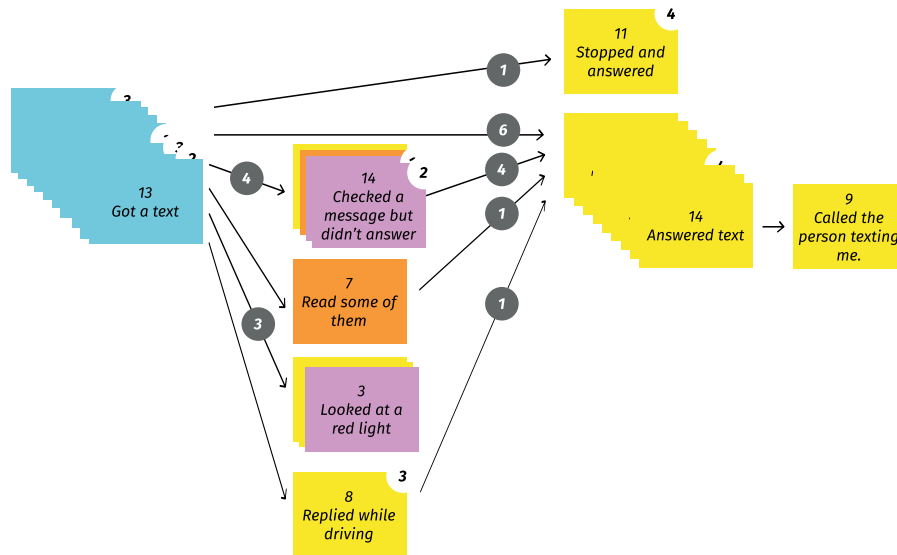 4
11
Stopped and
answered
1
6
3
2
13
Got a text
4
4
2
14
Checked a
message but
didn't answer
1
14
Answered text
9
Called the
person texting
me.
7
Read some of
them
3
1
3
Looked at a
red light
3
8
Replied while
driving